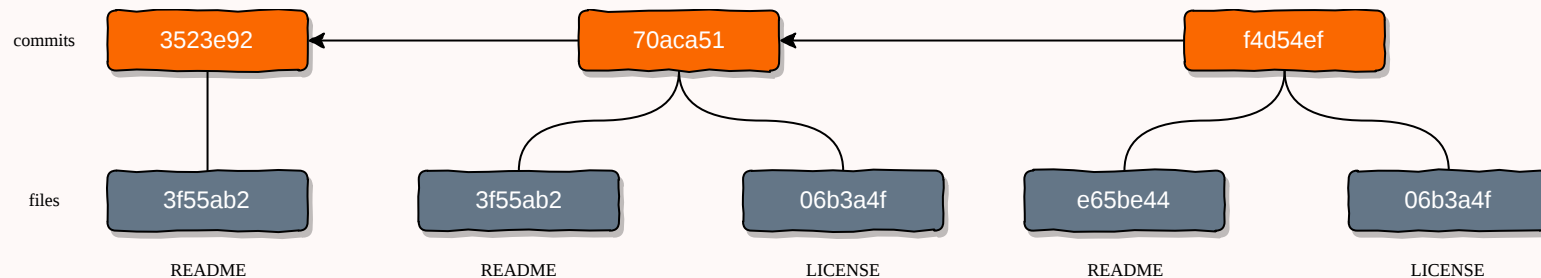 commits 3523e92 70aca51 f4d54ef
files 3f55ab2 3f55ab2 06b3a4f e65be44 06b3a4f
README README LICENSE README LICENSE